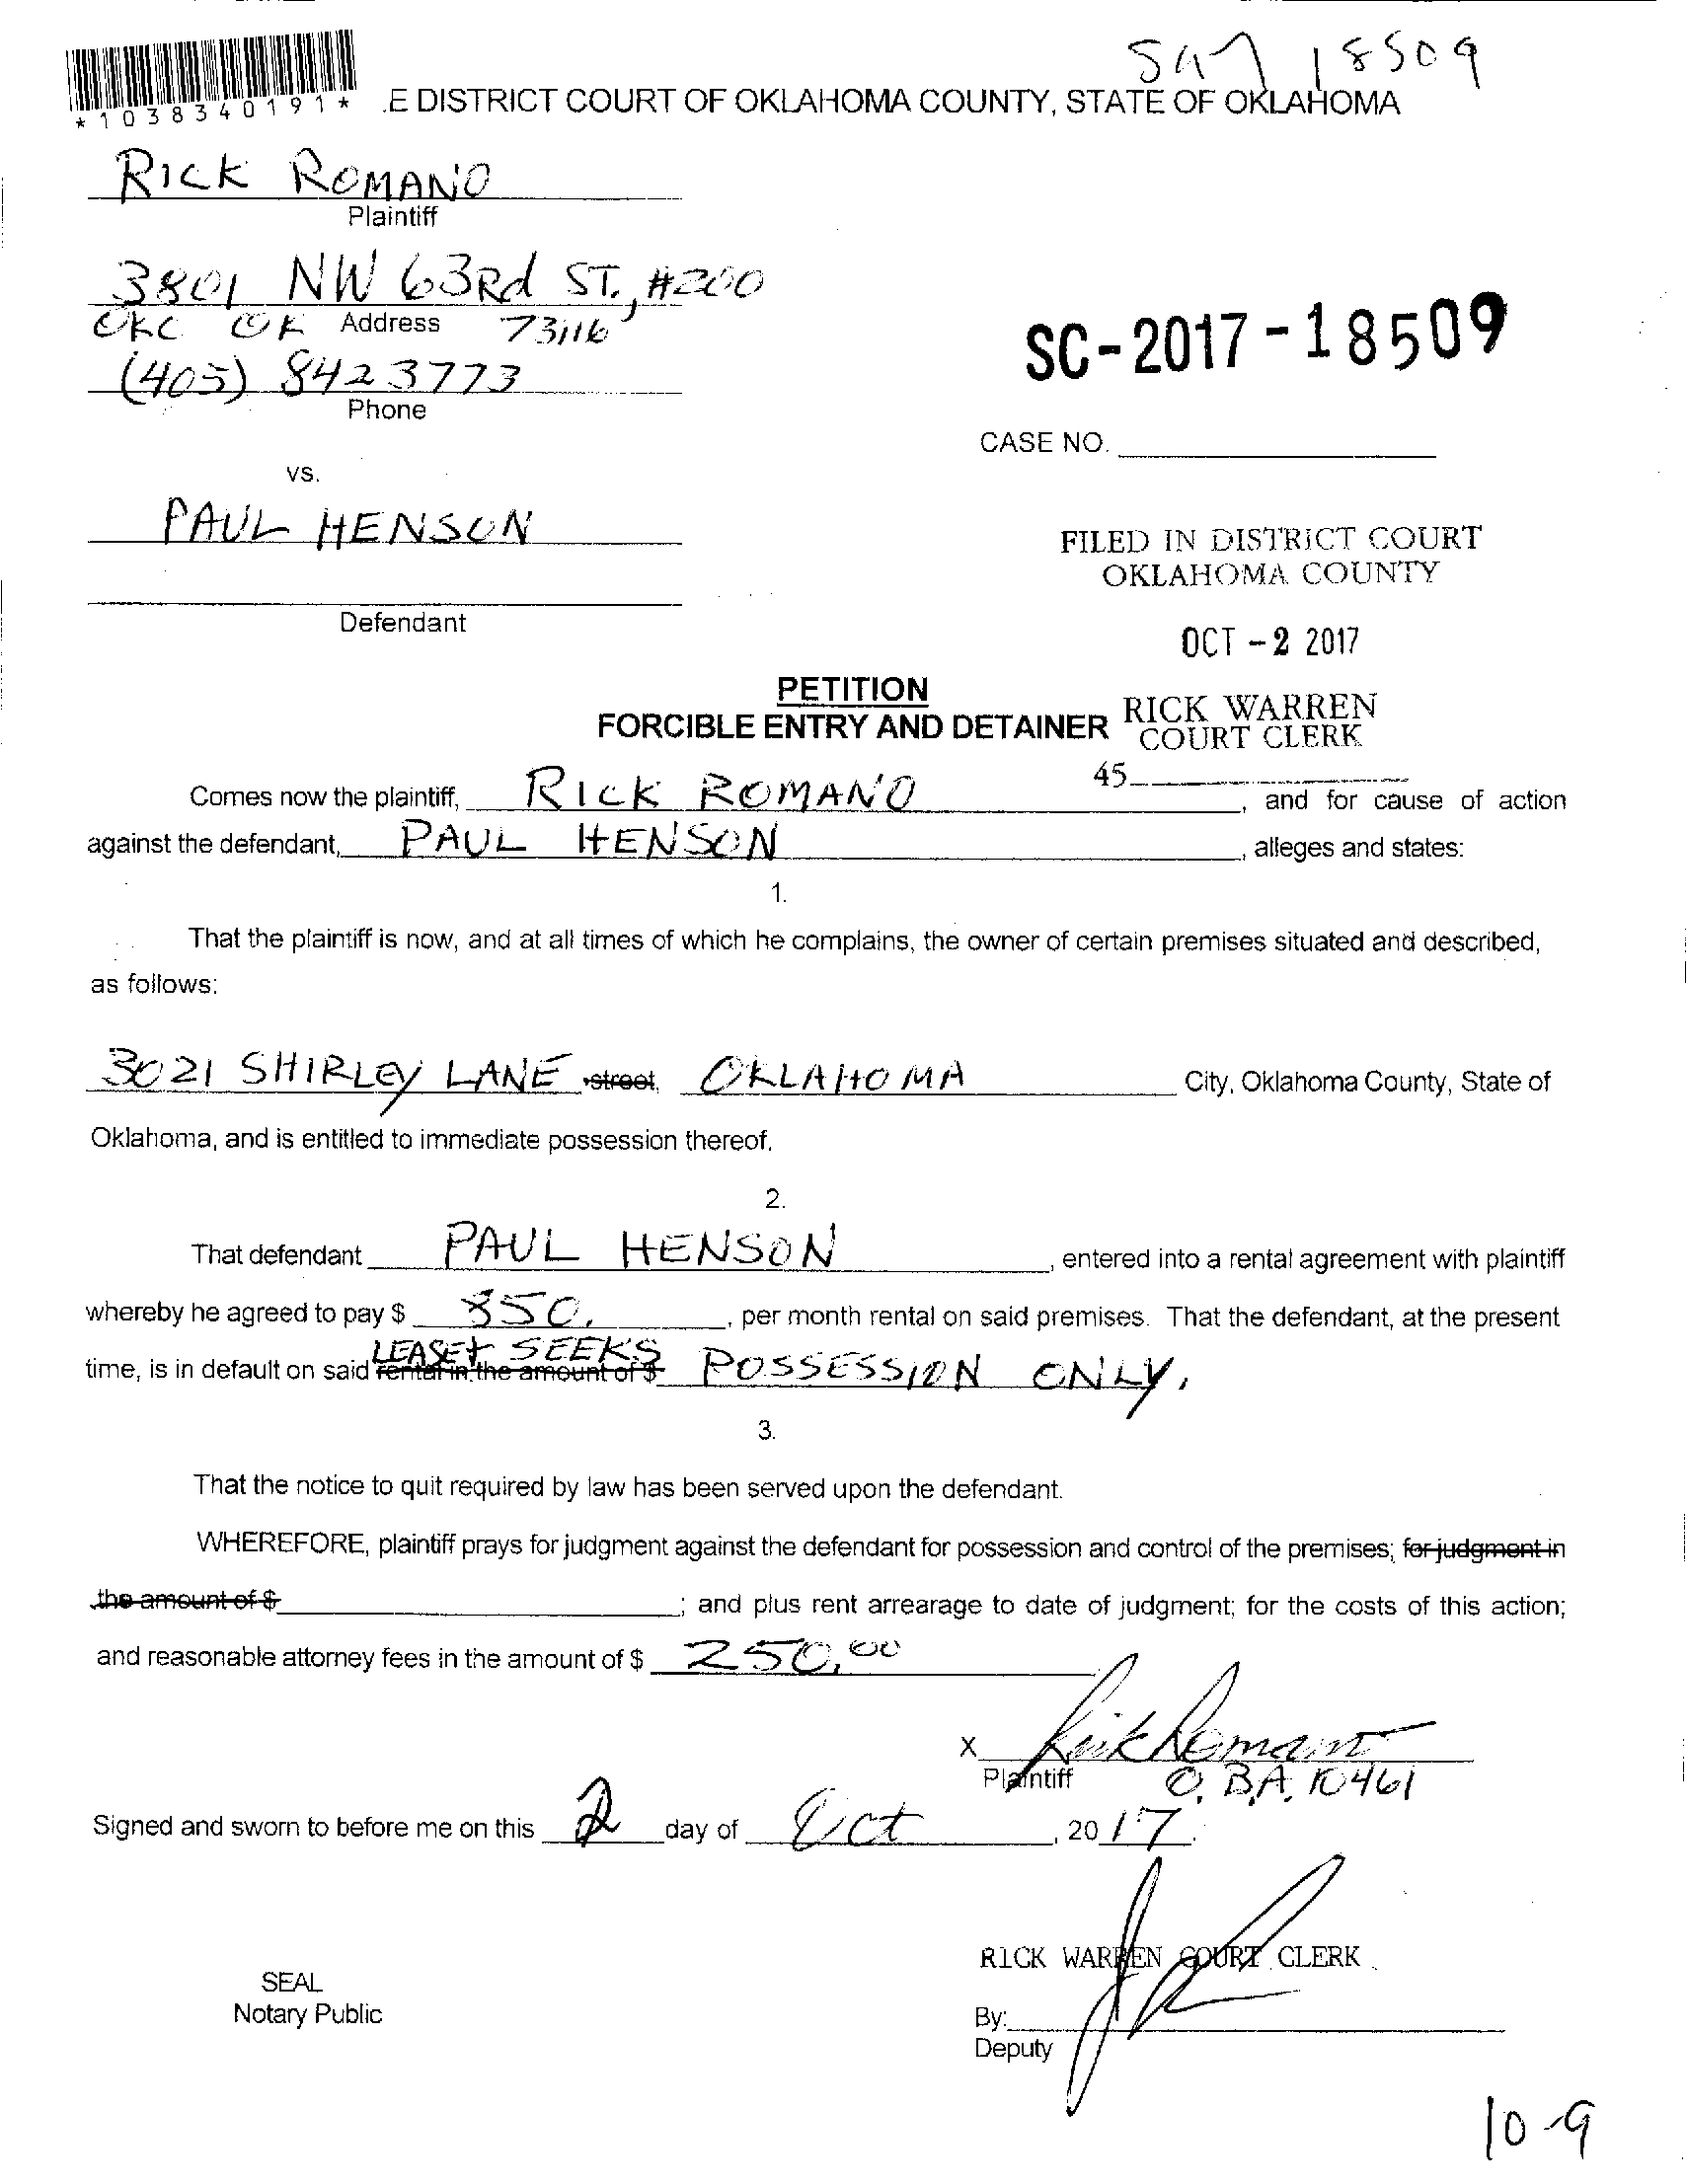 18509
*1038340191* .E DISTRICT COURT OF OKLAHOMA COUNTY, STATE OF OKLAHOMA
RICK ROMANO
Plaintiff
3801 NW 63Rd ST., #200
OKC OK Address 73116
(405) 842 3773
Phone
SC-2017-18509
CASE NO.
vs.
PAUL HENSON
Defendant
FILED IN DISTRICT COURT
OKLAHOMA COUNTY
OCT -2 2017
PETITION
FORCIBLE ENTRY AND DETAINER
RICK WARREN
COURT CLERK
45
Comes now the plaintiff, RICK ROMANO, and for cause of action
against the defendant, PAUL HENSON, alleges and states:
1.
That the plaintiff is now, and at all times of which he complains, the owner of certain premises situated and described,
as follows:
3021 SHIRLEY LANE street, OKLAHOMA City, Oklahoma County, State of
Oklahoma, and is entitled to immediate possession thereof.
2.
That defendant PAUL HENSON, entered into a rental agreement with plaintiff
whereby he agreed to pay $ 850., per month rental on said premises. That the defendant, at the present
LEASE + SEEKS
time, is in default on said rental in the amount of $ POSSESSION ONLY.
3.
That the notice to quit required by law has been served upon the defendant.
WHEREFORE, plaintiff prays for judgment against the defendant for possession and control of the premises; for judgment in
the amount of $ ; and plus rent arrearage to date of judgment; for the costs of this action;
and reasonable attorney fees in the amount of $ 250.00
X Rick Romano
Plaintiff O.B.A. 10461
Signed and sworn to before me on this 2 day of Oct, 2017.
RICK WARREN COURT CLERK
SEAL
Notary Public
By:
Deputy
10-9